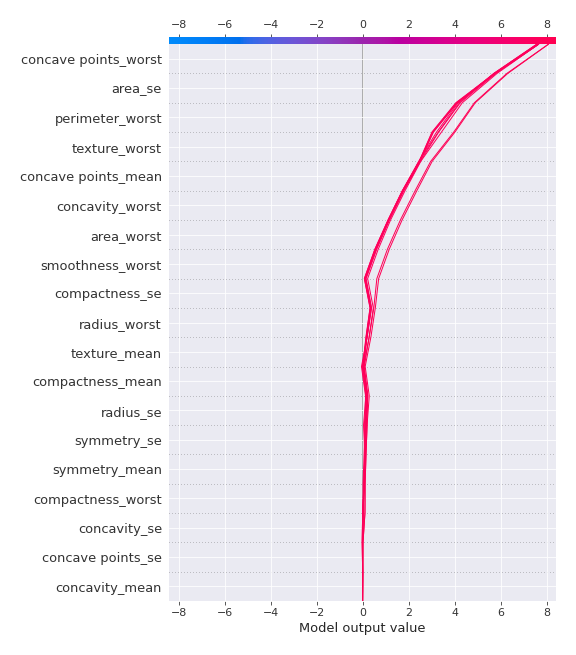 −8 −6 −4 −2 0 2 4 6 8
concave points_worst
area_se
perimeter_worst
texture_worst
concave points_mean
concavity_worst
area_worst
smoothness_worst
compactness_se
radius_worst
texture_mean
compactness_mean
radius_se
symmetry_se
symmetry_mean
compactness_worst
concavity_se
concave points_se
concavity_mean
−8 −6 −4 −2 0 2 4 6 8
Model output value